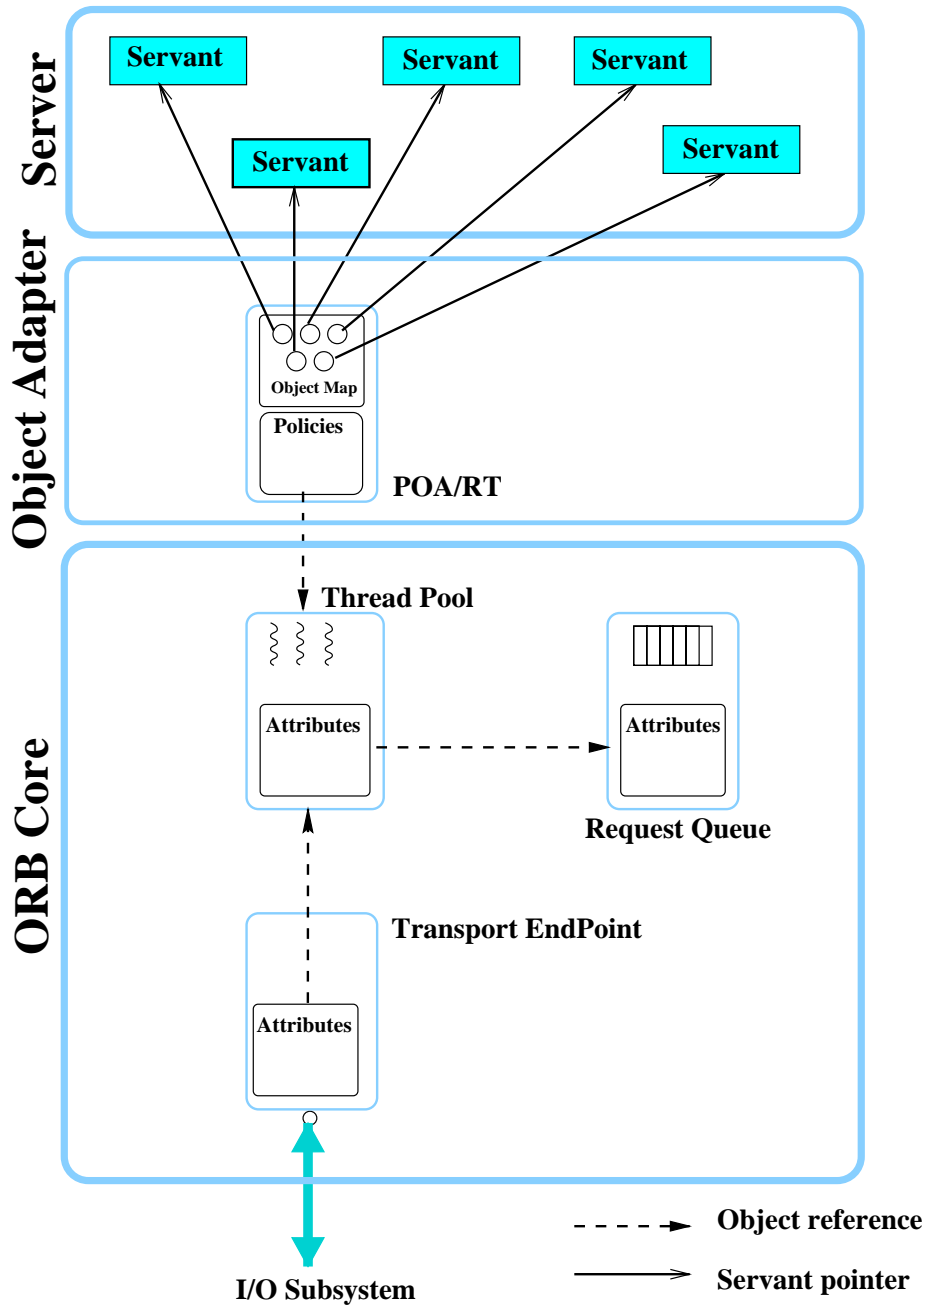 Server
Servant
Servant
Servant
Servant
Servant
Object Adapter
Object Map
Policies
POA/RT
ORB Core
Thread Pool
Attributes
Attributes
Request Queue
Transport EndPoint
Attributes
I/O Subsystem
Object reference
Servant pointer